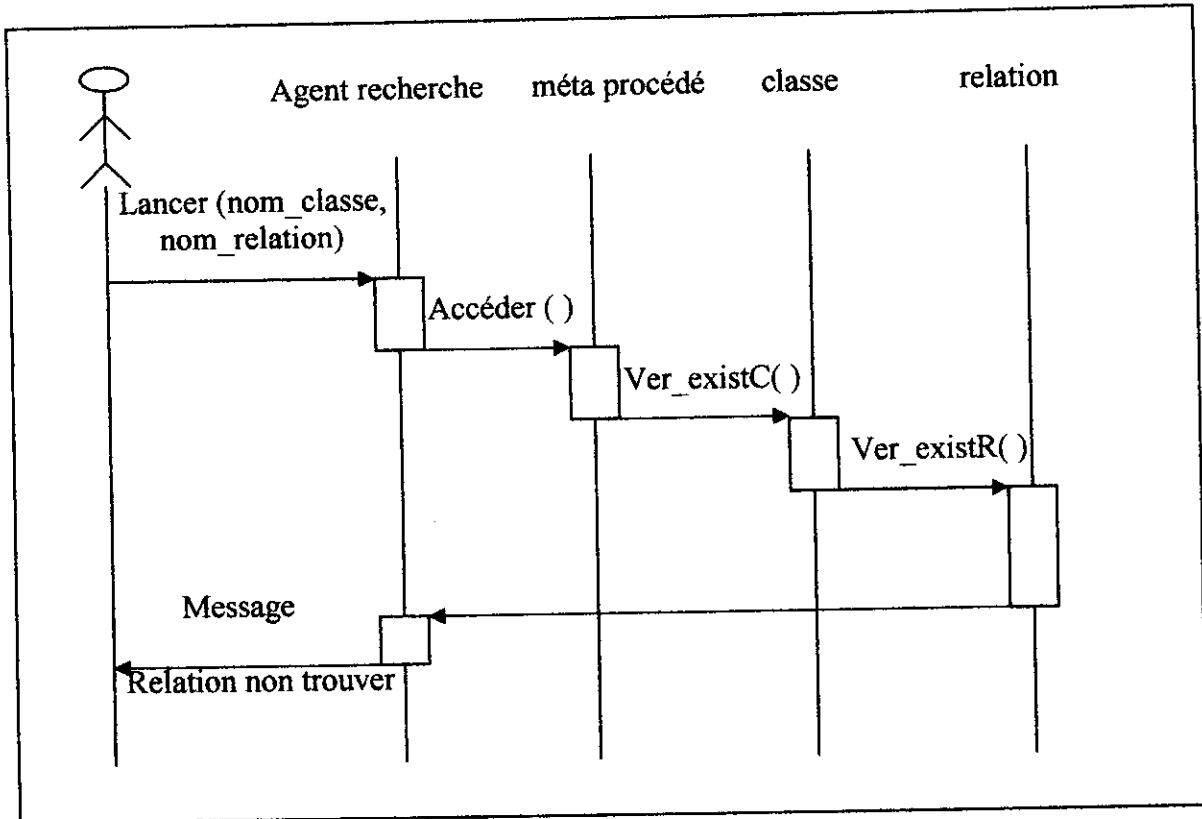 Agent recherche
méta procédé
classe
relation
Lancer (nom_classe,
nom_relation)
Accéder ( )
Ver_existC( )
Ver_existR( )
Message
Relation non trouver